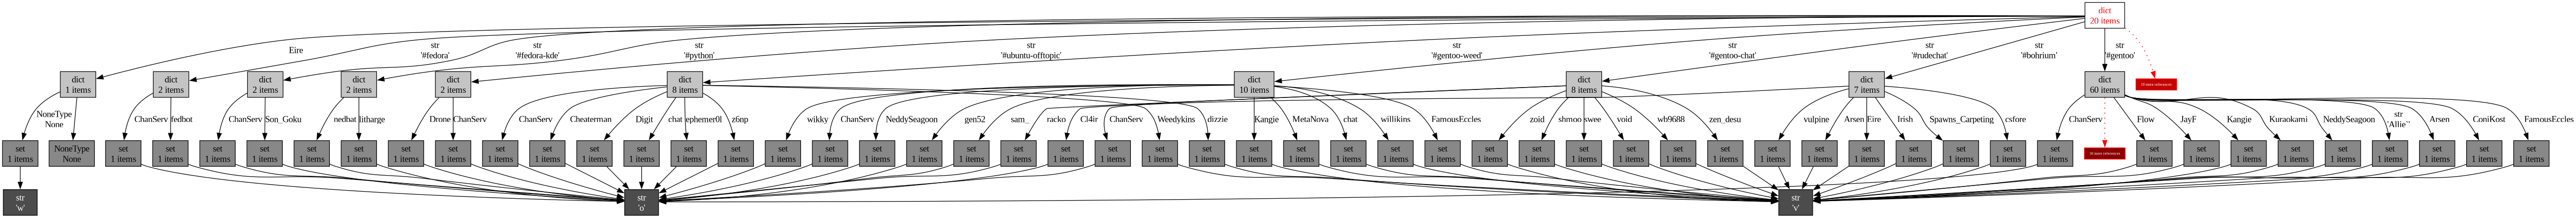 dict
20 items
Eire
str
'#fedora'
str
'#fedora-kde'
str
'#python'
str
'#ubuntu-offtopic'
str
'#gentoo-weed'
str
'#gentoo-chat'
str
'#rudechat'
str
'#bohrium'
str
'#gentoo'
dict
1 items
dict
2 items
dict
2 items
dict
2 items
dict
2 items
dict
8 items
dict
10 items
dict
8 items
dict
7 items
dict
60 items
10 more references
NoneType
None
ChanServ
fedbot
ChanServ
Son_Goku
nedbat
litharge
Drone
ChanServ
ChanServ
Cheaterman
Digit
chat
ephemer0l
z6np
wikky
ChanServ
NeddySeagoon
gen52
sam_
racko
Cl4ir
ChanServ
Weedykins
dizzie
Kangie
MetaNova
chat
willikins
FamousEccles
zoid
shmoo
swee
void
wb9688
zen_desu
vulpine
Arsen
Eire
Irish
Spawns_Carpeting
csfore
ChanServ
Flow
JayF
Kangie
Kuraokami
NeddySeagoon
str
'Allie`'
Arsen
ConiKost
FamousEccles
set
1 items
NoneType
None
set
1 items
set
1 items
set
1 items
set
1 items
set
1 items
set
1 items
set
1 items
set
1 items
set
1 items
set
1 items
set
1 items
set
1 items
set
1 items
set
1 items
set
1 items
set
1 items
set
1 items
set
1 items
set
1 items
set
1 items
set
1 items
set
1 items
set
1 items
set
1 items
set
1 items
set
1 items
set
1 items
set
1 items
set
1 items
set
1 items
set
1 items
set
1 items
set
1 items
set
1 items
set
1 items
set
1 items
set
1 items
set
1 items
set
1 items
set
1 items
set
1 items
set
1 items
more references
set
1 items
set
1 items
set
1 items
set
1 items
set
1 items
set
1 items
set
1 items
set
1 items
set
1 items
str
'w'
str
'o'
str
'v'